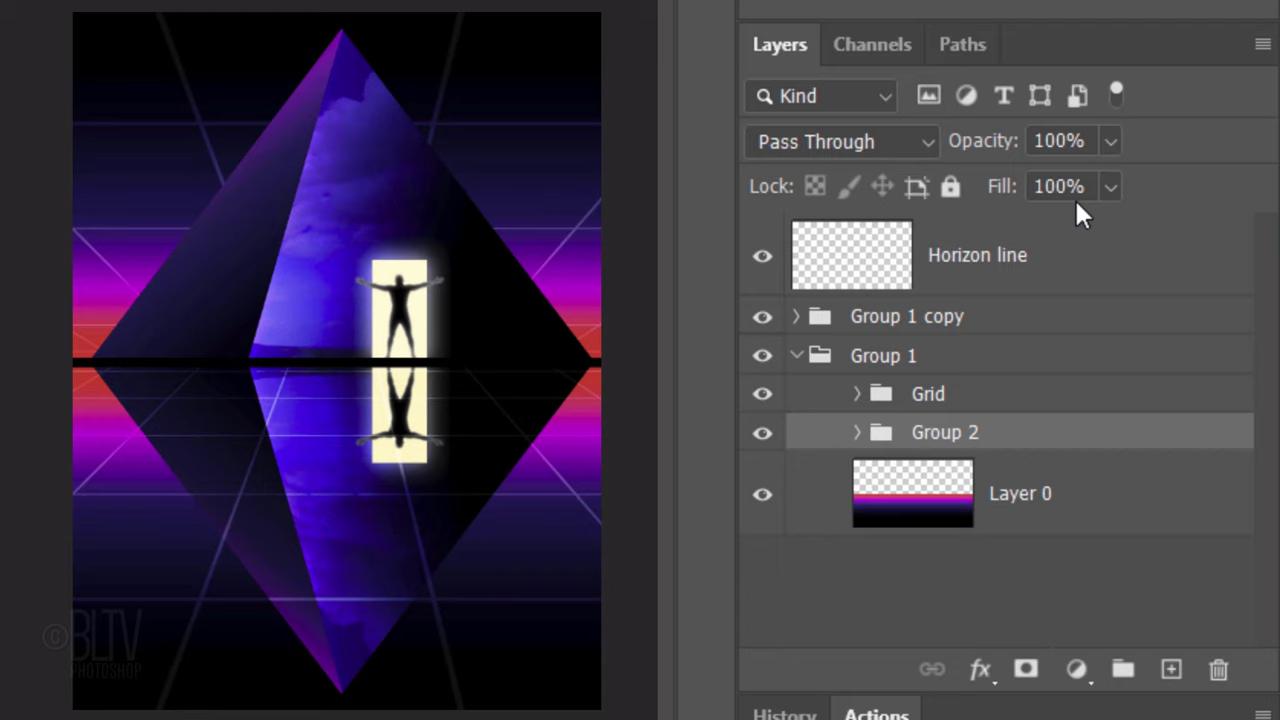 Layers Channels Paths
Kind
Pass Through Opacity: 100%
Lock: Fill: 100%
Horizon line
Group 1 copy
Group 1
Grid
Group 2
Layer 0
fx
© BLTV
PHOTOSHOP
History Actions